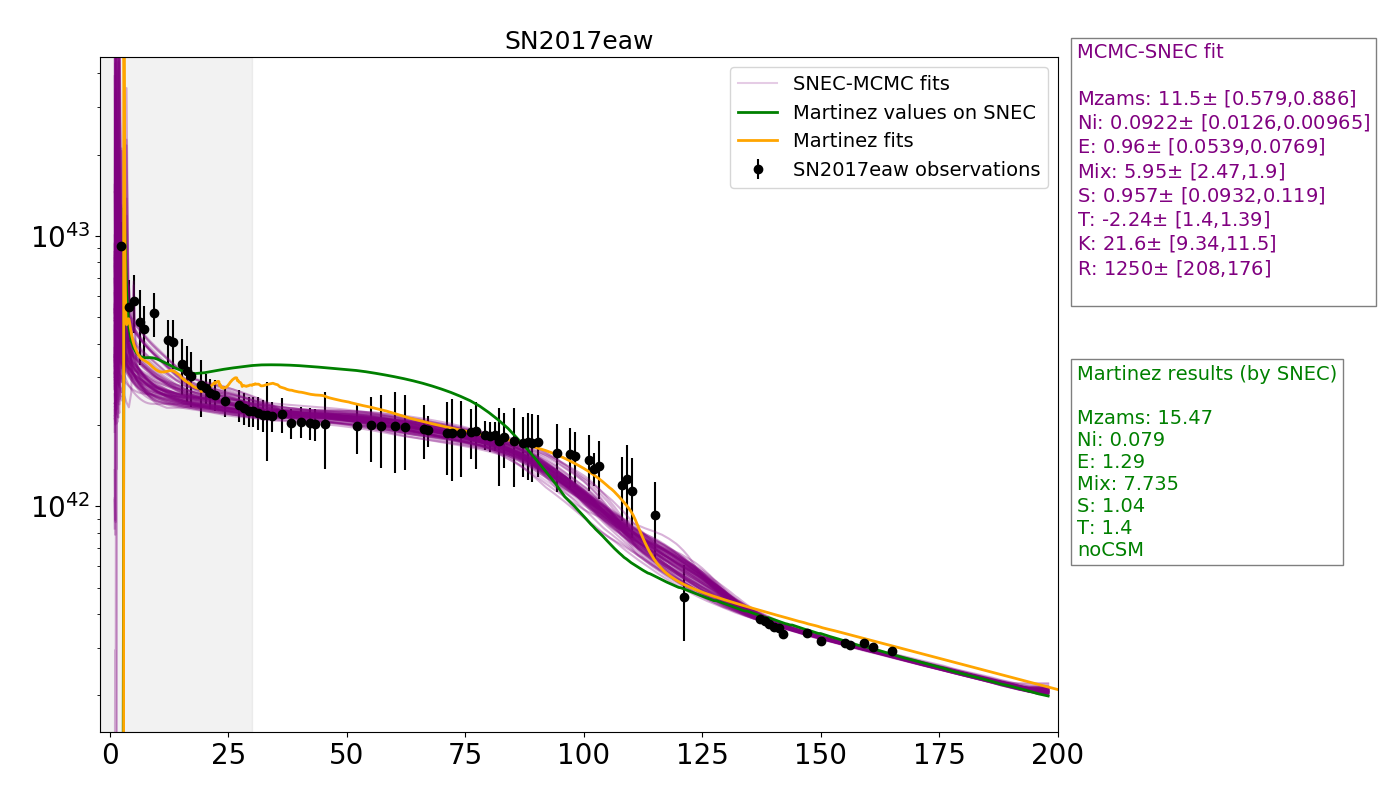 SN2017eaw
SNEC-MCMC fits
Martinez values on SNEC
Martinez fits
SN2017eaw observations
10⁴³
10⁴²
0 25 50 75 100 125 150 175 200
MCMC-SNEC fit
Mzams: 11.5± [0.579,0.886]
Ni: 0.0922± [0.0126,0.00965]
E: 0.96± [0.0539,0.0769]
Mix: 5.95± [2.47,1.9]
S: 0.957± [0.0932,0.119]
T: -2.24± [1.4,1.39]
K: 21.6± [9.34,11.5]
R: 1250± [208,176]
Martinez results (by SNEC)
Mzams: 15.47
Ni: 0.079
E: 1.29
Mix: 7.735
S: 1.04
T: 1.4
noCSM